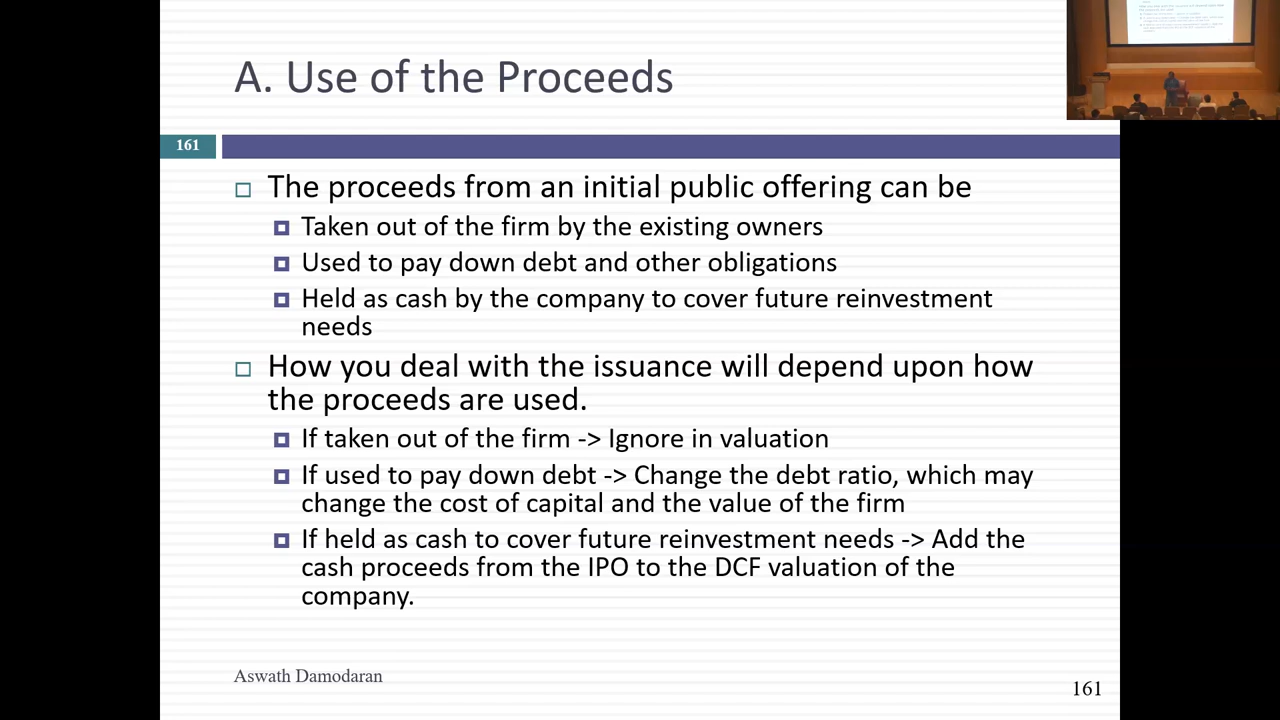 A. Use of the Proceeds
161
The proceeds from an initial public offering can be
Taken out of the firm by the existing owners
Used to pay down debt and other obligations
Held as cash by the company to cover future reinvestment
needs
How you deal with the issuance will depend upon how
the proceeds are used.
If taken out of the firm -> Ignore in valuation
If used to pay down debt -> Change the debt ratio, which may
change the cost of capital and the value of the firm
If held as cash to cover future reinvestment needs -> Add the
cash proceeds from the IPO to the DCF valuation of the
company.
Aswath Damodaran
161